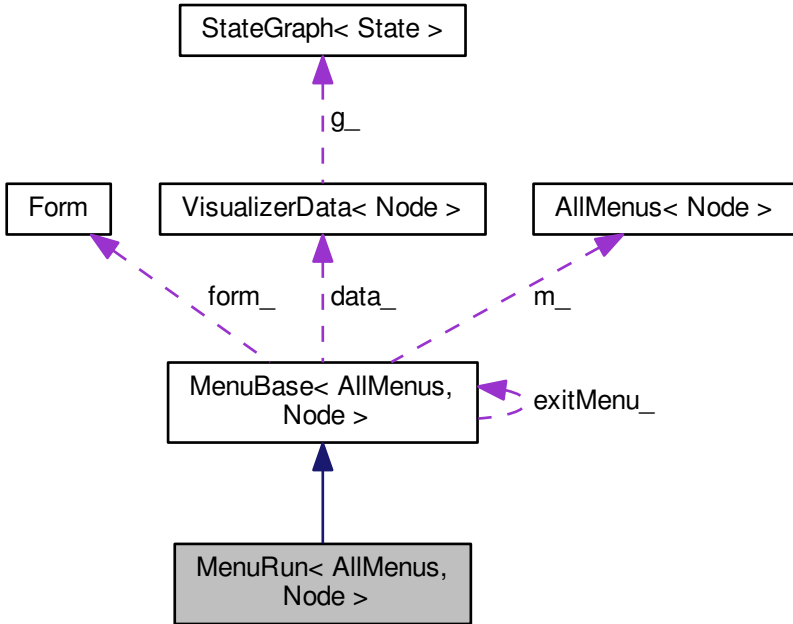 StateGraph< State >
g_
Form
VisualizerData< Node >
AllMenus< Node >
form_
data_
m_
MenuBase< AllMenus,
Node >
exitMenu_
MenuRun< AllMenus,
Node >